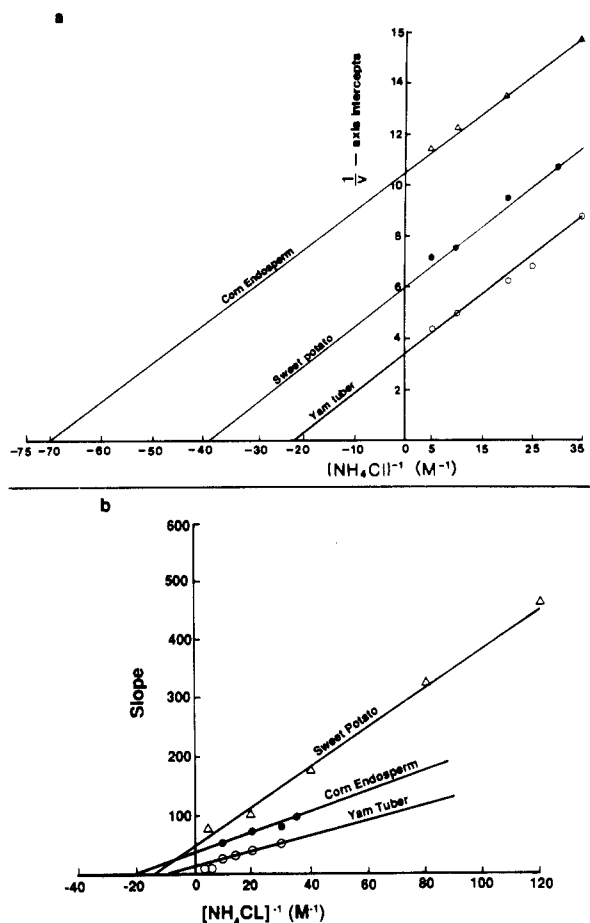 a
1/v — axis intercepts
15
14
12
10
8
6
4
2
Corn Endosperm
Sweet potato
Yam tuber
-75 -70 -60 -50 -40 -30 -20 -10 0 5 15 25 35
[NH₄Cl]⁻¹ (M⁻¹)
b
600
500
400
300
200
100
Slope
Sweet Potato
Corn Endosperm
Yam Tuber
-40 -20 0 20 40 60 80 100 120
[NH₄CL]⁻¹ (M⁻¹)